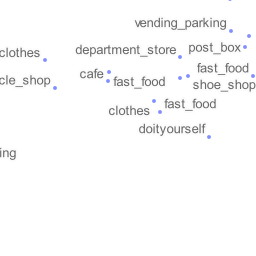 vending_parking
post_box
department_store
clothes
fast_food
cafe
cle_shop
fast_food
shoe_shop
fast_food
clothes
doityourself
ing